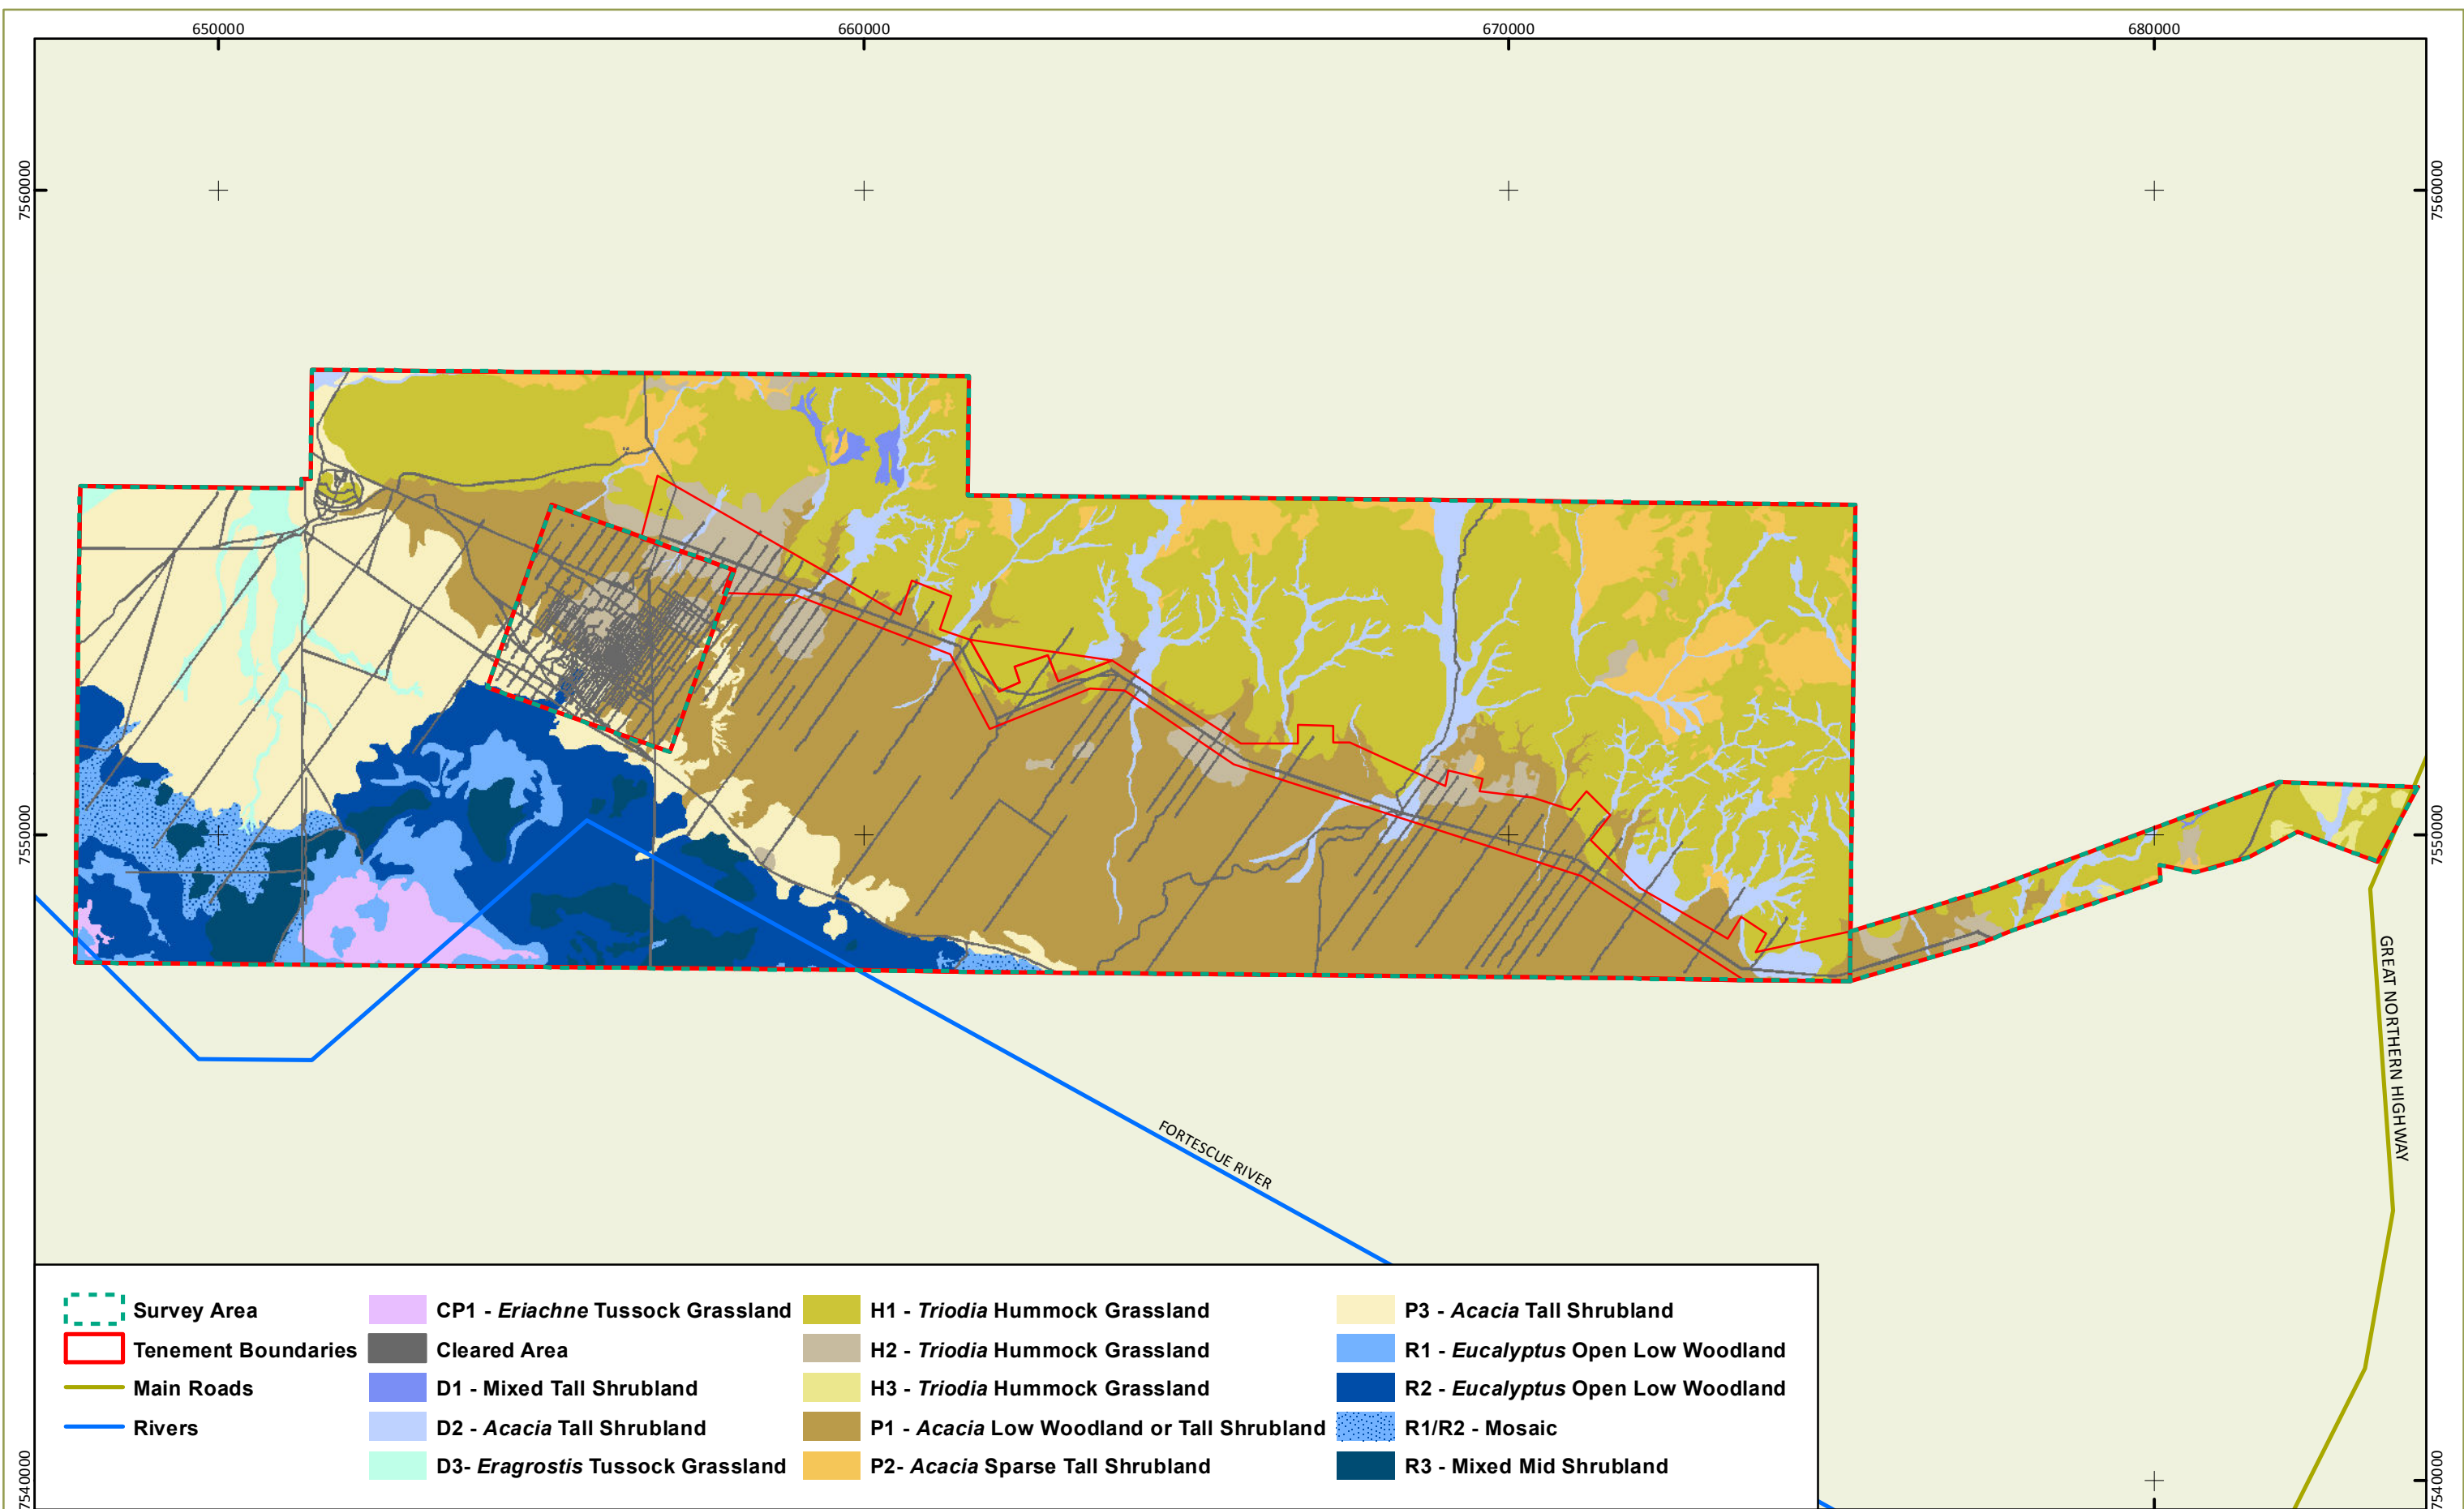 650000
660000
670000
680000
7560000
7560000
7550000
7550000
GREAT NORTHERN HIGHWAY
FORTESCUE RIVER
7540000
7540000
Survey Area
Tenement Boundaries
Main Roads
Rivers
CP1 - Eriachne Tussock Grassland
Cleared Area
D1 - Mixed Tall Shrubland
D2 - Acacia Tall Shrubland
D3- Eragrostis Tussock Grassland
H1 - Triodia Hummock Grassland
H2 - Triodia Hummock Grassland
H3 - Triodia Hummock Grassland
P1 - Acacia Low Woodland or Tall Shrubland
P2- Acacia Sparse Tall Shrubland
P3 - Acacia Tall Shrubland
R1 - Eucalyptus Open Low Woodland
R2 - Eucalyptus Open Low Woodland
R1/R2 - Mosaic
R3 - Mixed Mid Shrubland